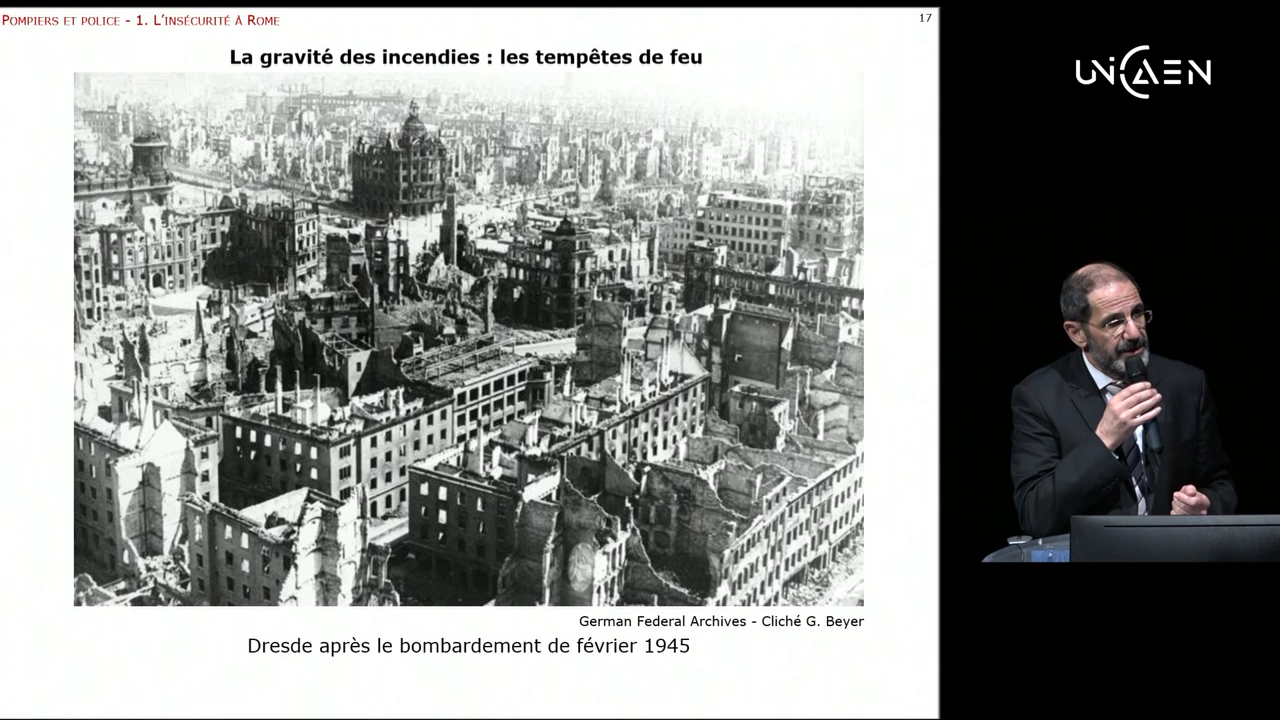 Pompiers et police - 1. L'insécurité à Rome
17
La gravité des incendies : les tempêtes de feu
German Federal Archives - Cliché G. Beyer
Dresde après le bombardement de février 1945
UNICAEN